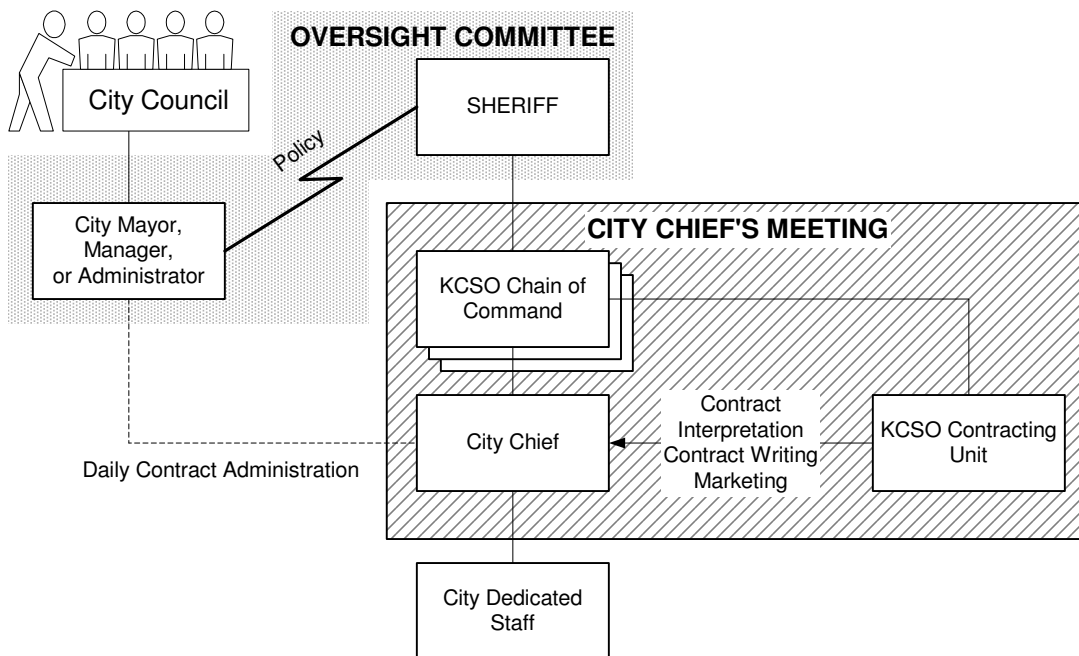 OVERSIGHT COMMITTEE
City Council
SHERIFF
Policy
City Mayor,
Manager,
or Administrator
CITY CHIEF'S MEETING
KCSO Chain of
Command
City Chief
Contract
Interpretation
Contract Writing
Marketing
KCSO Contracting
Unit
Daily Contract Administration
City Dedicated
Staff